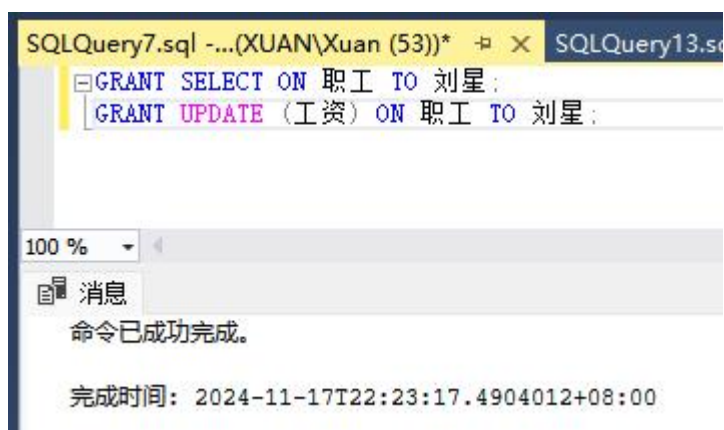 SQLQuery7.sql -...(XUAN\Xuan (53))* SQLQuery13.sc
GRANT SELECT ON 职工 TO 刘星;
GRANT UPDATE (工资) ON 职工 TO 刘星;
100 %
消息
命令已成功完成。
完成时间: 2024-11-17T22:23:17.4904012+08:00